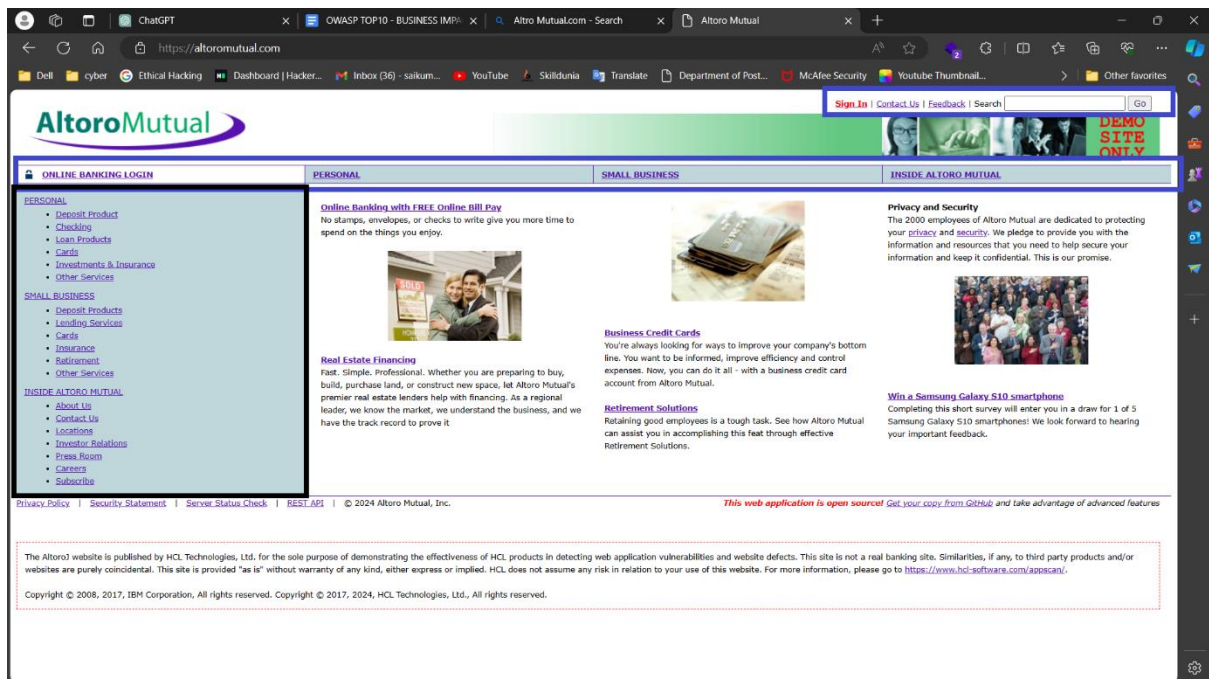 ChatGPT
OWASP TOP10 - BUSINESS IMPA
Altro Mutual.com - Search
Altoro Mutual
https://altoromutual.com
2
Dell
cyber
Ethical Hacking
Dashboard | Hacker...
Inbox (36) - saikum...
YouTube
Skilldunia
Translate
Department of Post...
McAfee Security
Youtube Thumbnail...
Other favorites
Sign In | Contact Us | Feedback | Search
Go
AltoroMutual
DEMO
SITE
ONLY
ONLINE BANKING LOGIN
PERSONAL
SMALL BUSINESS
INSIDE ALTORO MUTUAL
PERSONAL
• Deposit Product
• Checking
• Loan Products
• Cards
• Investments & Insurance
• Other Services
SMALL BUSINESS
• Deposit Products
• Lending Services
• Cards
• Insurance
• Retirement
• Other Services
INSIDE ALTORO MUTUAL
• About Us
• Contact Us
• Locations
• Investor Relations
• Press Room
• Careers
• Subscribe
Online Banking with FREE Online Bill Pay
No stamps, envelopes, or checks to write give you more time to
spend on the things you enjoy.
SOLD
Real Estate Financing
Fast. Simple. Professional. Whether you are preparing to buy,
build, purchase land, or construct new space, let Altoro Mutual's
premier real estate lenders help with financing. As a regional
leader, we know the market, we understand the business, and we
have the track record to prove it
Business Credit Cards
You're always looking for ways to improve your company's bottom
line. You want to be informed, improve efficiency and control
expenses. Now, you can do it all - with a business credit card
account from Altoro Mutual.
Retirement Solutions
Retaining good employees is a tough task. See how Altoro Mutual
can assist you in accomplishing this feat through effective
Retirement Solutions.
Privacy and Security
The 2000 employees of Altoro Mutual are dedicated to protecting
your privacy and security. We pledge to provide you with the
information and resources that you need to help secure your
information and keep it confidential. This is our promise.
Win a Samsung Galaxy S10 smartphone
Completing this short survey will enter you in a draw for 1 of 5
Samsung Galaxy S10 smartphones! We look forward to hearing
your important feedback.
Privacy Policy | Security Statement | Server Status Check | REST API | © 2024 Altoro Mutual, Inc.
This web application is open source! Get your copy from GitHub and take advantage of advanced features
The AltoroJ website is published by HCL Technologies, Ltd. for the sole purpose of demonstrating the effectiveness of HCL products in detecting web application vulnerabilities and website defects. This site is not a real banking site. Similarities, if any, to third party products and/or
websites are purely coincidental. This site is provided "as is" without warranty of any kind, either express or implied. HCL does not assume any risk in relation to your use of this website. For more information, please go to https://www.hcl-software.com/appscan/.
Copyright © 2008, 2017, IBM Corporation, All rights reserved. Copyright © 2017, 2024, HCL Technologies, Ltd., All rights reserved.